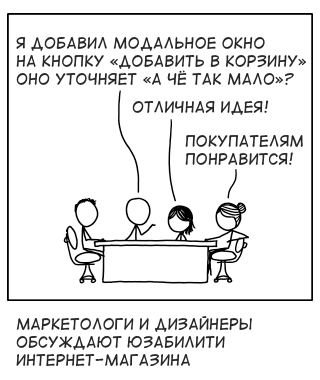 Я ДОБАВИЛ МОДАЛЬНОЕ ОКНО
НА КНОПКУ «ДОБАВИТЬ В КОРЗИНУ»
ОНО УТОЧНЯЕТ «А ЧЁ ТАК МАЛО»?
ОТЛИЧНАЯ ИДЕЯ!
ПОКУПАТЕЛЯМ
ПОНРАВИТСЯ!
МАРКЕТОЛОГИ И ДИЗАЙНЕРЫ
ОБСУЖДАЮТ ЮЗАБИЛИТИ
ИНТЕРНЕТ-МАГАЗИНА